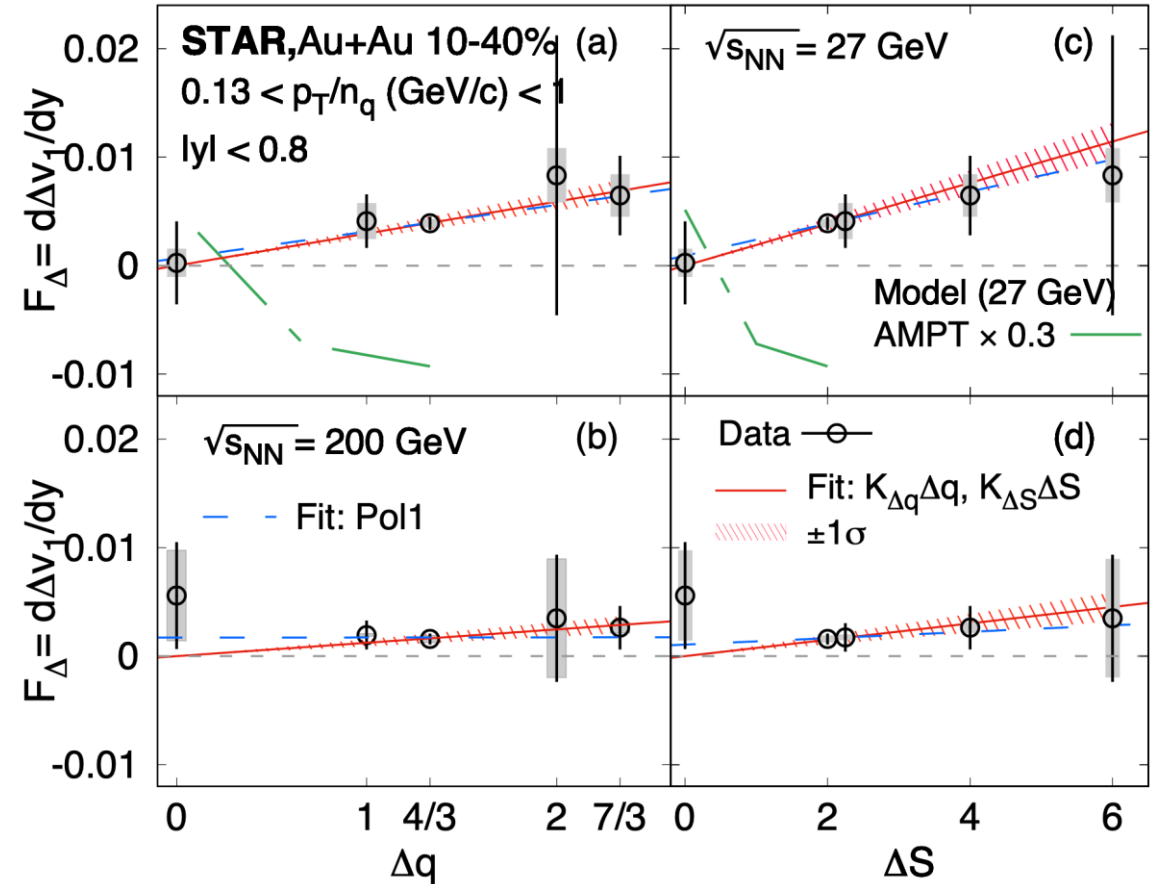 STAR,Au+Au 10-40% (a)
0.13 < p_T/n_q (GeV/c) < 1
|y| < 0.8
F_Δ = dΔv_1/dy
0.02
0.01
0
-0.01
√s_NN = 27 GeV (c)
Model (27 GeV)
AMPT × 0.3
√s_NN = 200 GeV (b)
Fit: Pol1
F_Δ = dΔv_1/dy
0.02
0.01
0
-0.01
0 1 4/3 2 7/3
Δq
Data (d)
Fit: K_Δq Δq, K_ΔS ΔS
±1σ
0 2 4 6
ΔS